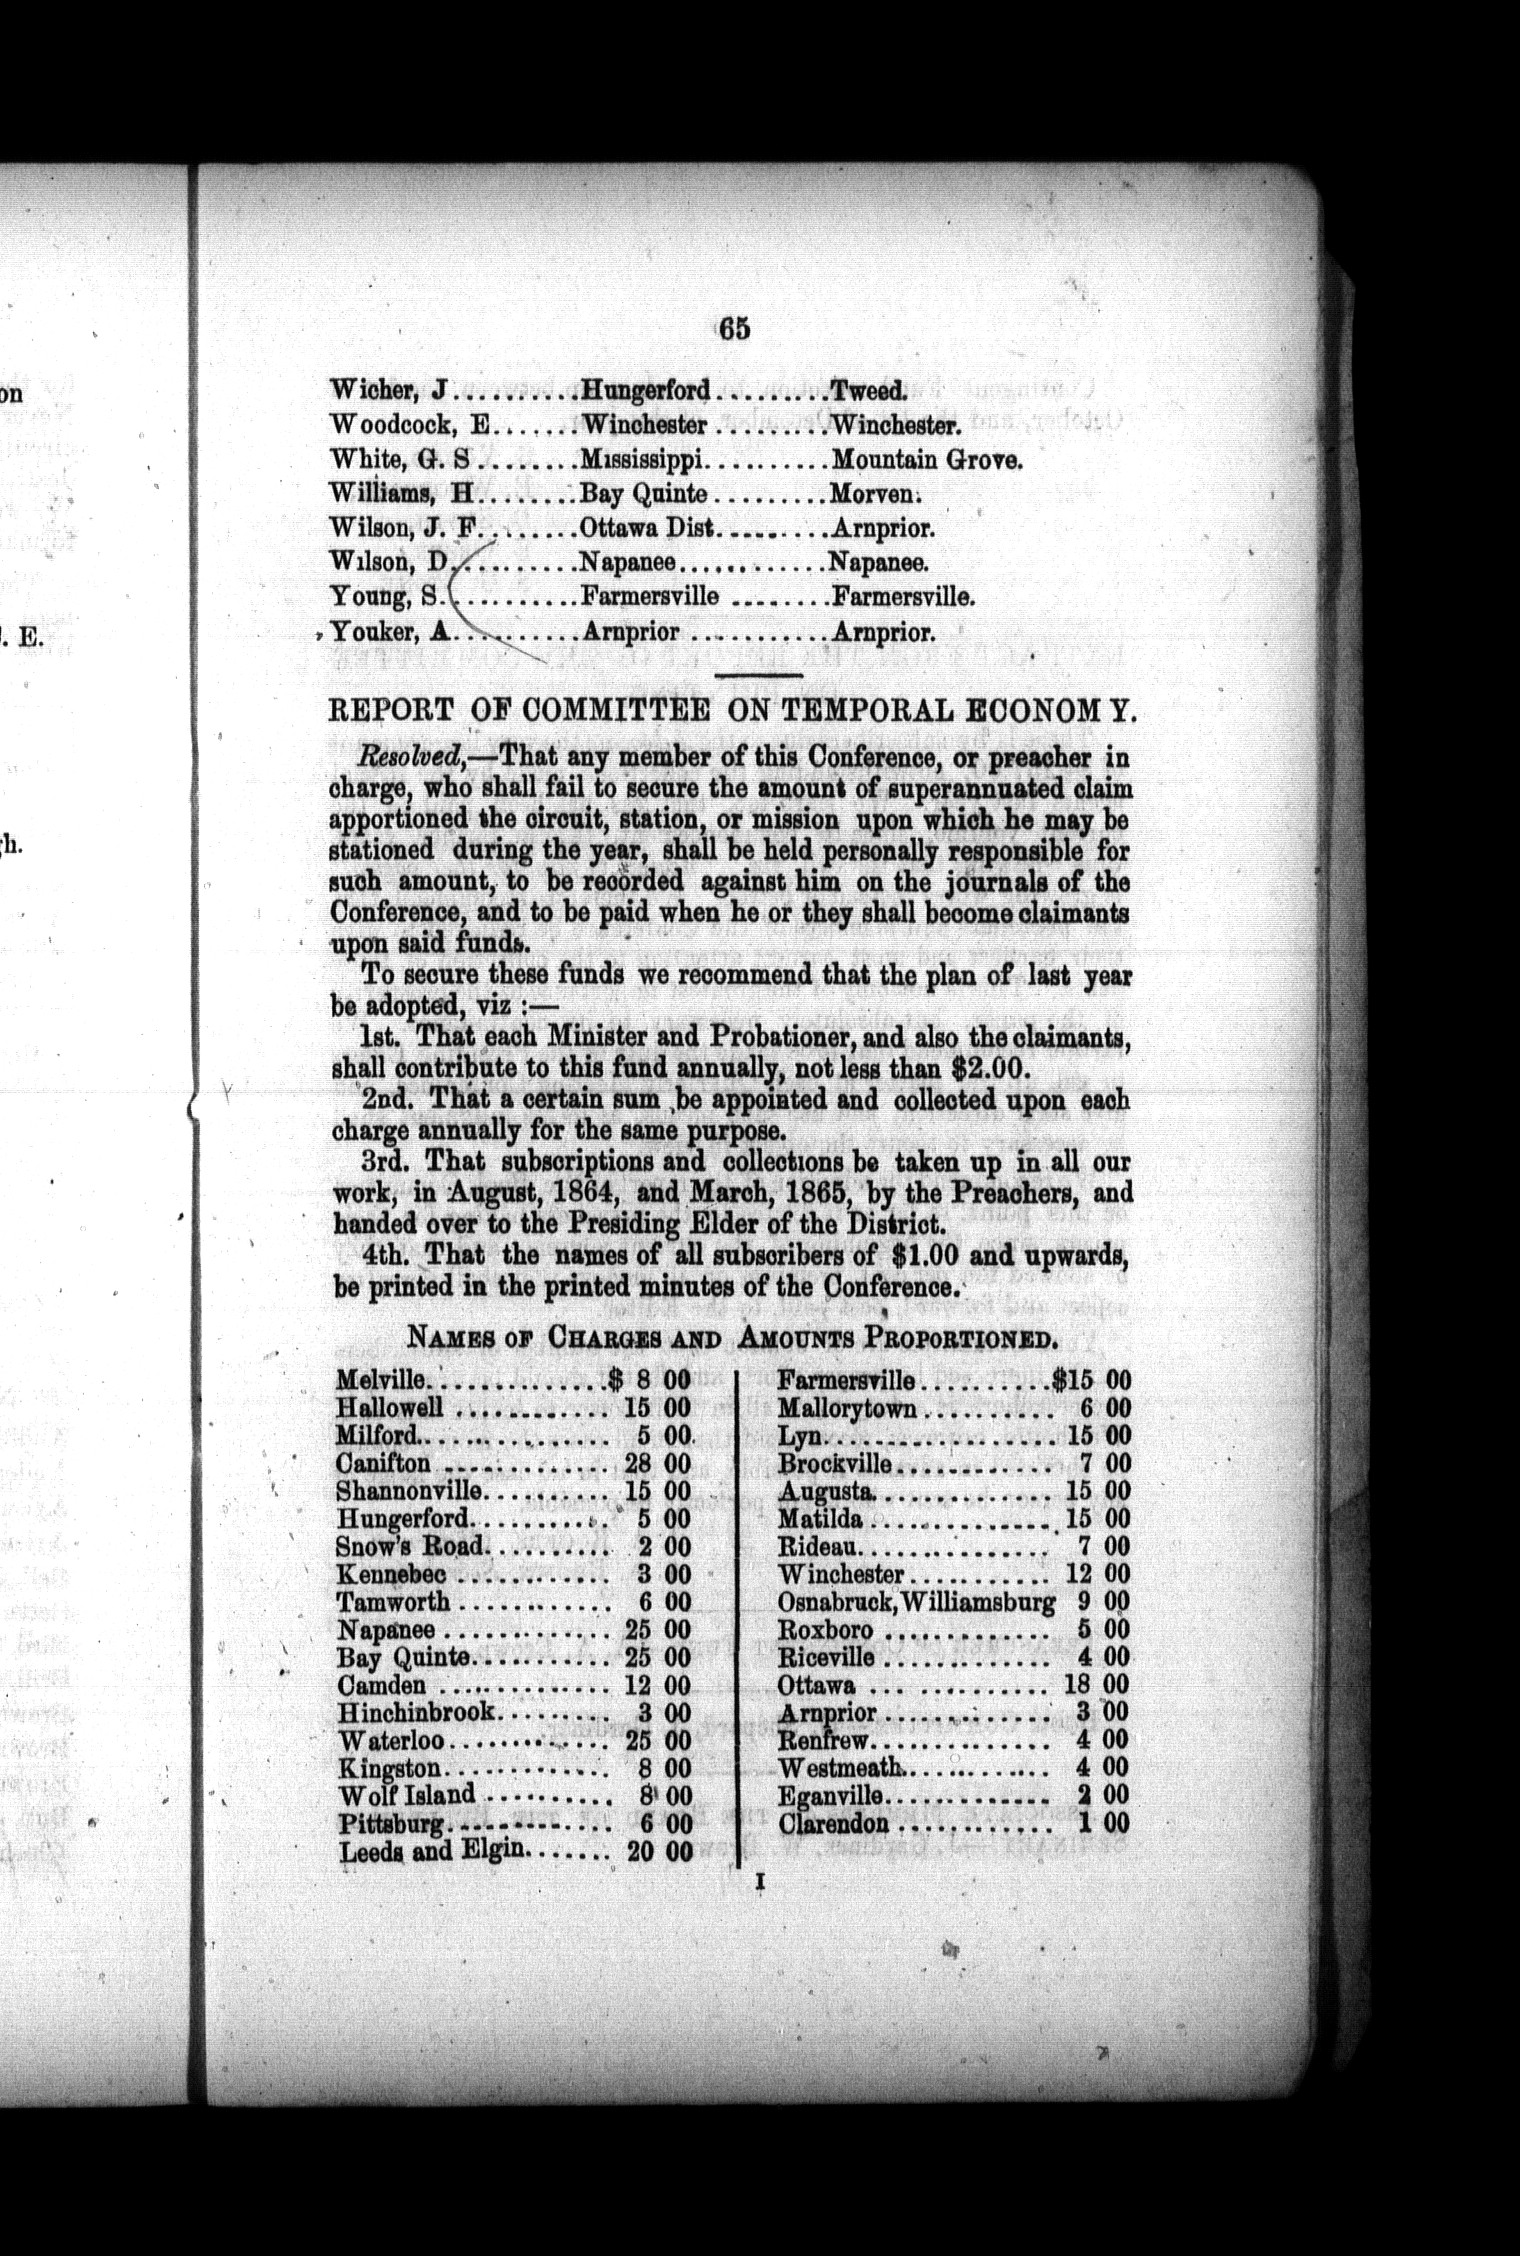 65
Wicher, J..........Hungerford.........Tweed.
Woodcock, E.......Winchester.........Winchester.
White, G. S........Mississippi..........Mountain Grove.
Williams, H........Bay Quinte.........Morven.
Wilson, J. F........Ottawa Dist.........Arnprior.
Wilson, D..........Napanee............Napanee.
Young, S...........Farmersville ........Farmersville.
Youker, A..........Arnprior ...........Arnprior.
REPORT OF COMMITTEE ON TEMPORAL ECONOM Y.
Resolved,—That any member of this Conference, or preacher in
charge, who shall fail to secure the amount of superannuated claim
apportioned the circuit, station, or mission upon which he may be
stationed during the year, shall be held personally responsible for
such amount, to be recorded against him on the journals of the
Conference, and to be paid when he or they shall become claimants
upon said funds.
To secure these funds we recommend that the plan of last year
be adopted, viz :—
1st. That each Minister and Probationer, and also the claimants,
shall contribute to this fund annually, not less than $2.00.
2nd. That a certain sum be appointed and collected upon each
charge annually for the same purpose.
3rd. That subscriptions and collections be taken up in all our
work, in August, 1864, and March, 1865, by the Preachers, and
handed over to the Presiding Elder of the District.
4th. That the names of all subscribers of $1.00 and upwards,
be printed in the printed minutes of the Conference.
NAMES OF CHARGES AND AMOUNTS PROPORTIONED.
Melville..............$ 8 00
Hallowell ............ 15 00
Milford............... 5 00
Canifton ............. 28 00
Shannonville.......... 15 00
Hungerford........... 5 00
Snow's Road.......... 2 00
Kennebec ............ 3 00
Tamworth ............ 6 00
Napanee ............. 25 00
Bay Quinte........... 25 00
Camden .............. 12 00
Hinchinbrook......... 3 00
Waterloo............. 25 00
Kingston............. 8 00
Wolf Island .......... 8 00
Pittsburg............. 6 00
Leeds and Elgin....... 20 00
Farmersville..........$15 00
Mallorytown .......... 6 00
Lyn.................. 15 00
Brockville............ 7 00
Augusta.............. 15 00
Matilda .............. 15 00
Rideau............... 7 00
Winchester........... 12 00
Osnabruck, Williamsburg 9 00
Roxboro ............. 5 00
Riceville ............. 4 00
Ottawa .............. 18 00
Arnprior ............. 3 00
Renfrew.............. 4 00
Westmeath........... 4 00
Eganville............. 2 00
Clarendon ............ 1 00
I
on
. E.
h.